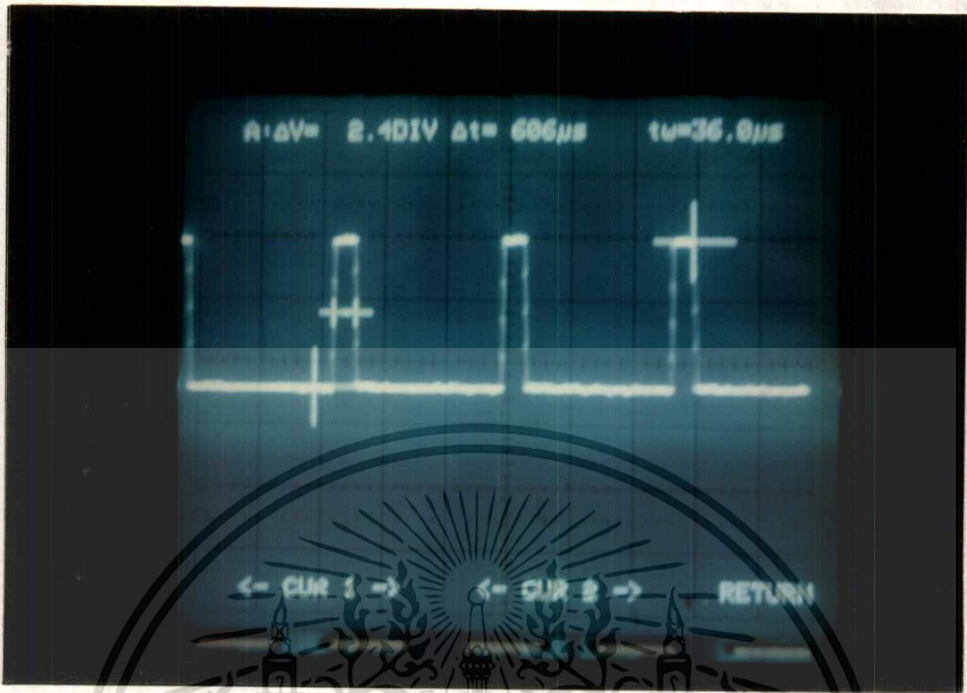 A:ΔV= 2.4DIV Δt= 606µs tw=36.0µs
<- CUR 1 -> <- CUR 2 -> RETURN